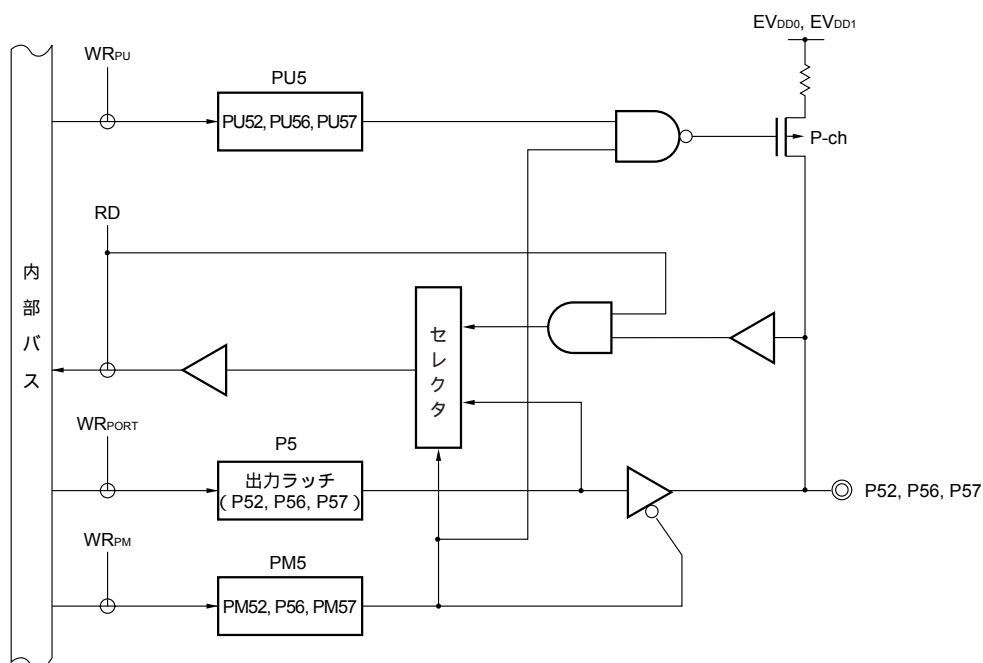 EVDD0, EVDD1
WRPU
PU5
PU52, PU56, PU57
P-ch
RD
内部バス
セレクタ
WRPORT
P5
出力ラッチ
( P52, P56, P57 )
P52, P56, P57
WRPM
PM5
PM52, P56, PM57